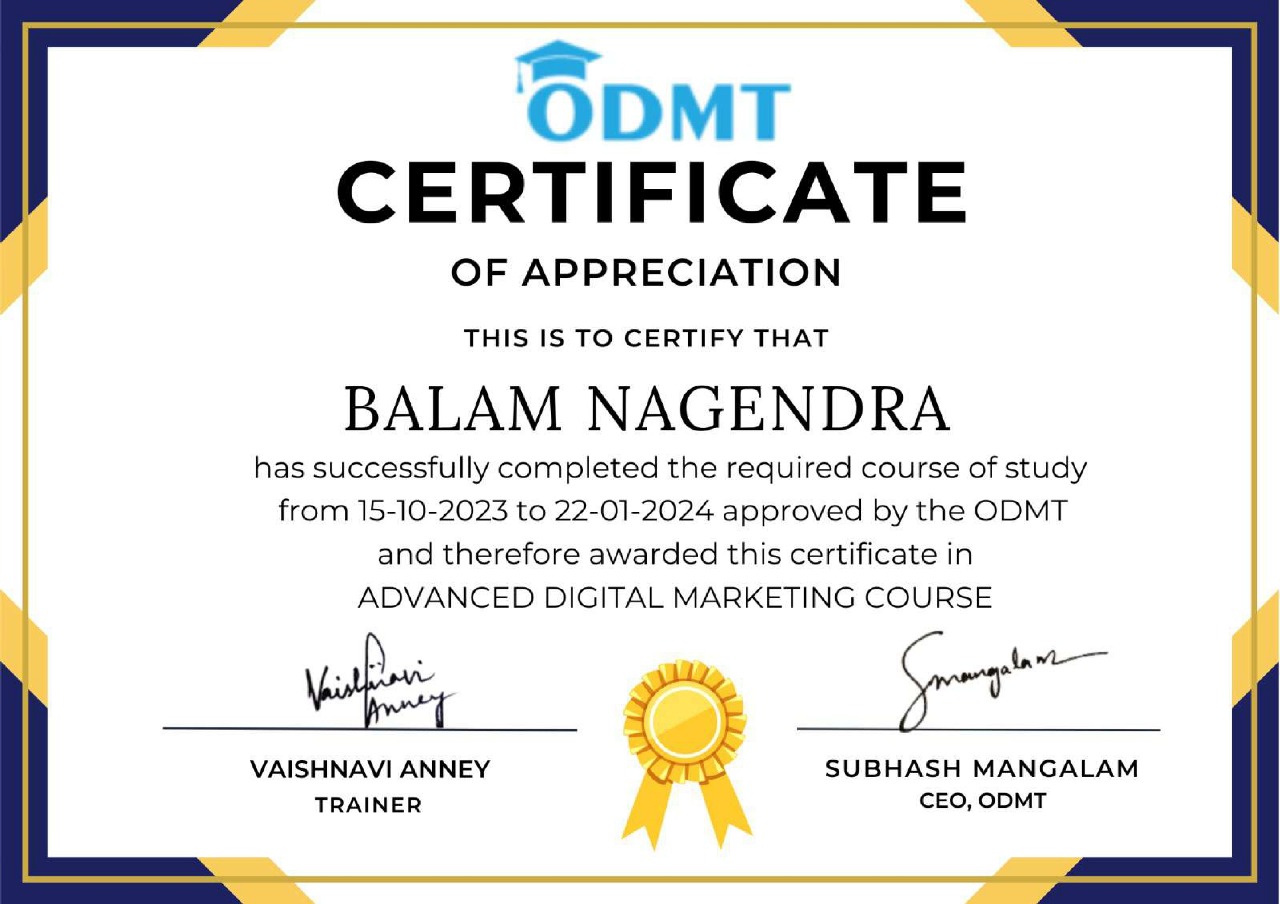 ODMT
CERTIFICATE
OF APPRECIATION
THIS IS TO CERTIFY THAT
BALAM NAGENDRA
has successfully completed the required course of study
from 15-10-2023 to 22-01-2024 approved by the ODMT
and therefore awarded this certificate in
ADVANCED DIGITAL MARKETING COURSE
Vaishnavi
Anney
Smangalam
VAISHNAVI ANNEY
TRAINER
SUBHASH MANGALAM
CEO, ODMT